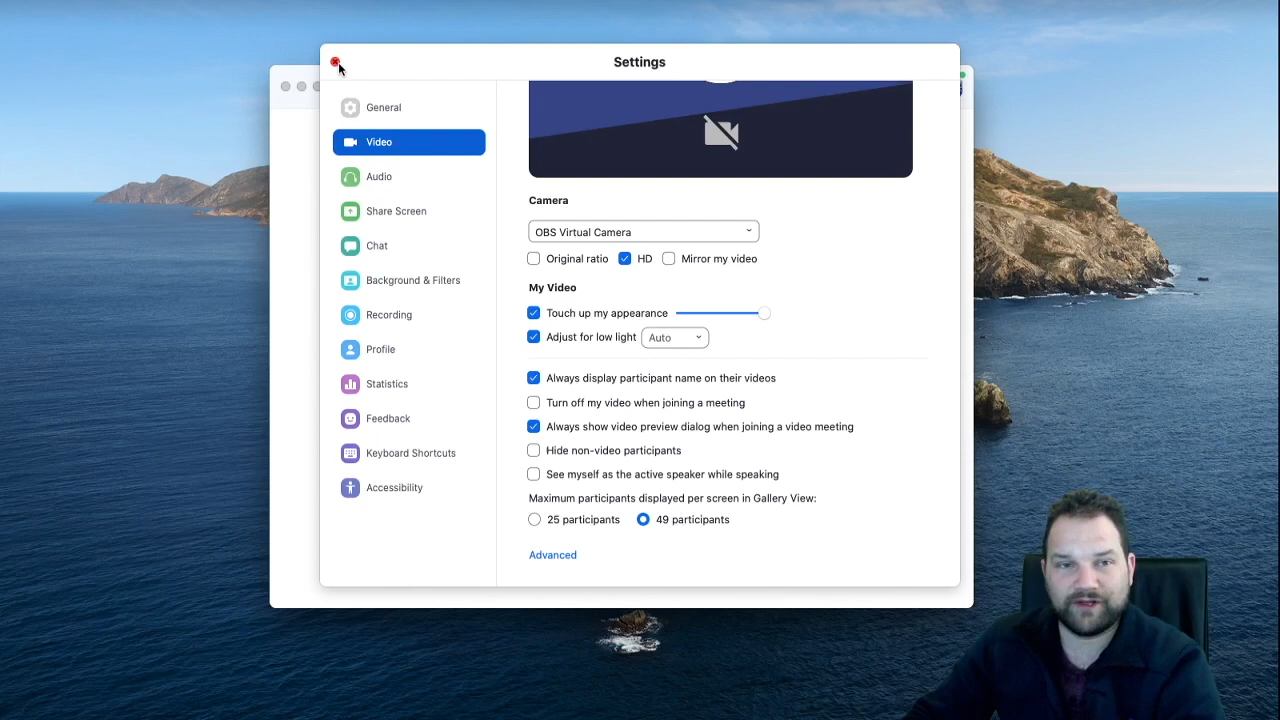 Settings
General
Video
Audio
Share Screen
Chat
Background & Filters
Recording
Profile
Statistics
Feedback
Keyboard Shortcuts
Accessibility
Camera
OBS Virtual Camera
Original ratio HD Mirror my video
My Video
Touch up my appearance
Adjust for low light Auto
Always display participant name on their videos
Turn off my video when joining a meeting
Always show video preview dialog when joining a video meeting
Hide non-video participants
See myself as the active speaker while speaking
Maximum participants displayed per screen in Gallery View:
25 participants 49 participants
Advanced